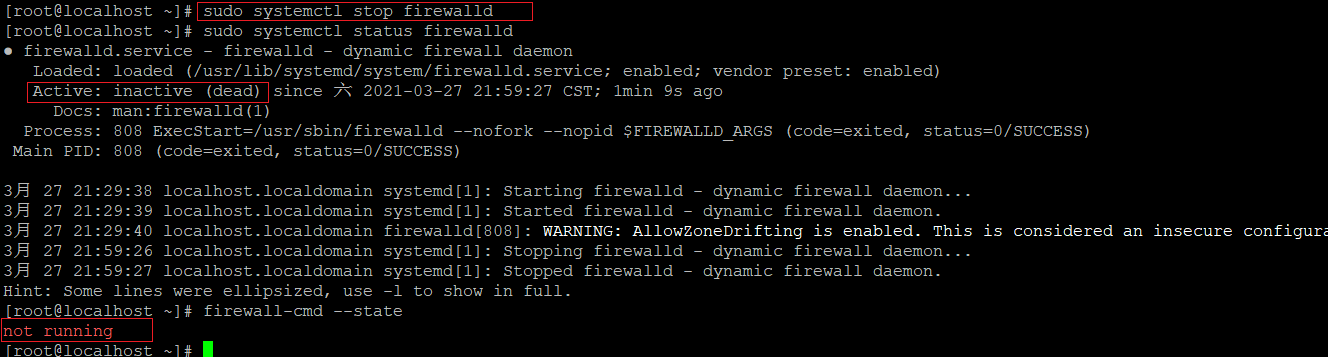 [root@localhost ~]# sudo systemctl stop firewalld
[root@localhost ~]# sudo systemctl status firewalld
● firewalld.service - firewalld - dynamic firewall daemon
   Loaded: loaded (/usr/lib/systemd/system/firewalld.service; enabled; vendor preset: enabled)
   Active: inactive (dead) since 六 2021-03-27 21:59:27 CST; 1min 9s ago
     Docs: man:firewalld(1)
  Process: 808 ExecStart=/usr/sbin/firewalld --nofork --nopid $FIREWALLD_ARGS (code=exited, status=0/SUCCESS)
 Main PID: 808 (code=exited, status=0/SUCCESS)

3月 27 21:29:38 localhost.localdomain systemd[1]: Starting firewalld - dynamic firewall daemon...
3月 27 21:29:39 localhost.localdomain systemd[1]: Started firewalld - dynamic firewall daemon.
3月 27 21:29:40 localhost.localdomain firewalld[808]: WARNING: AllowZoneDrifting is enabled. This is considered an insecure configura
3月 27 21:59:26 localhost.localdomain systemd[1]: Stopping firewalld - dynamic firewall daemon...
3月 27 21:59:27 localhost.localdomain systemd[1]: Stopped firewalld - dynamic firewall daemon.
Hint: Some lines were ellipsized, use -l to show in full.
[root@localhost ~]# firewall-cmd --state
not running
[root@localhost ~]#